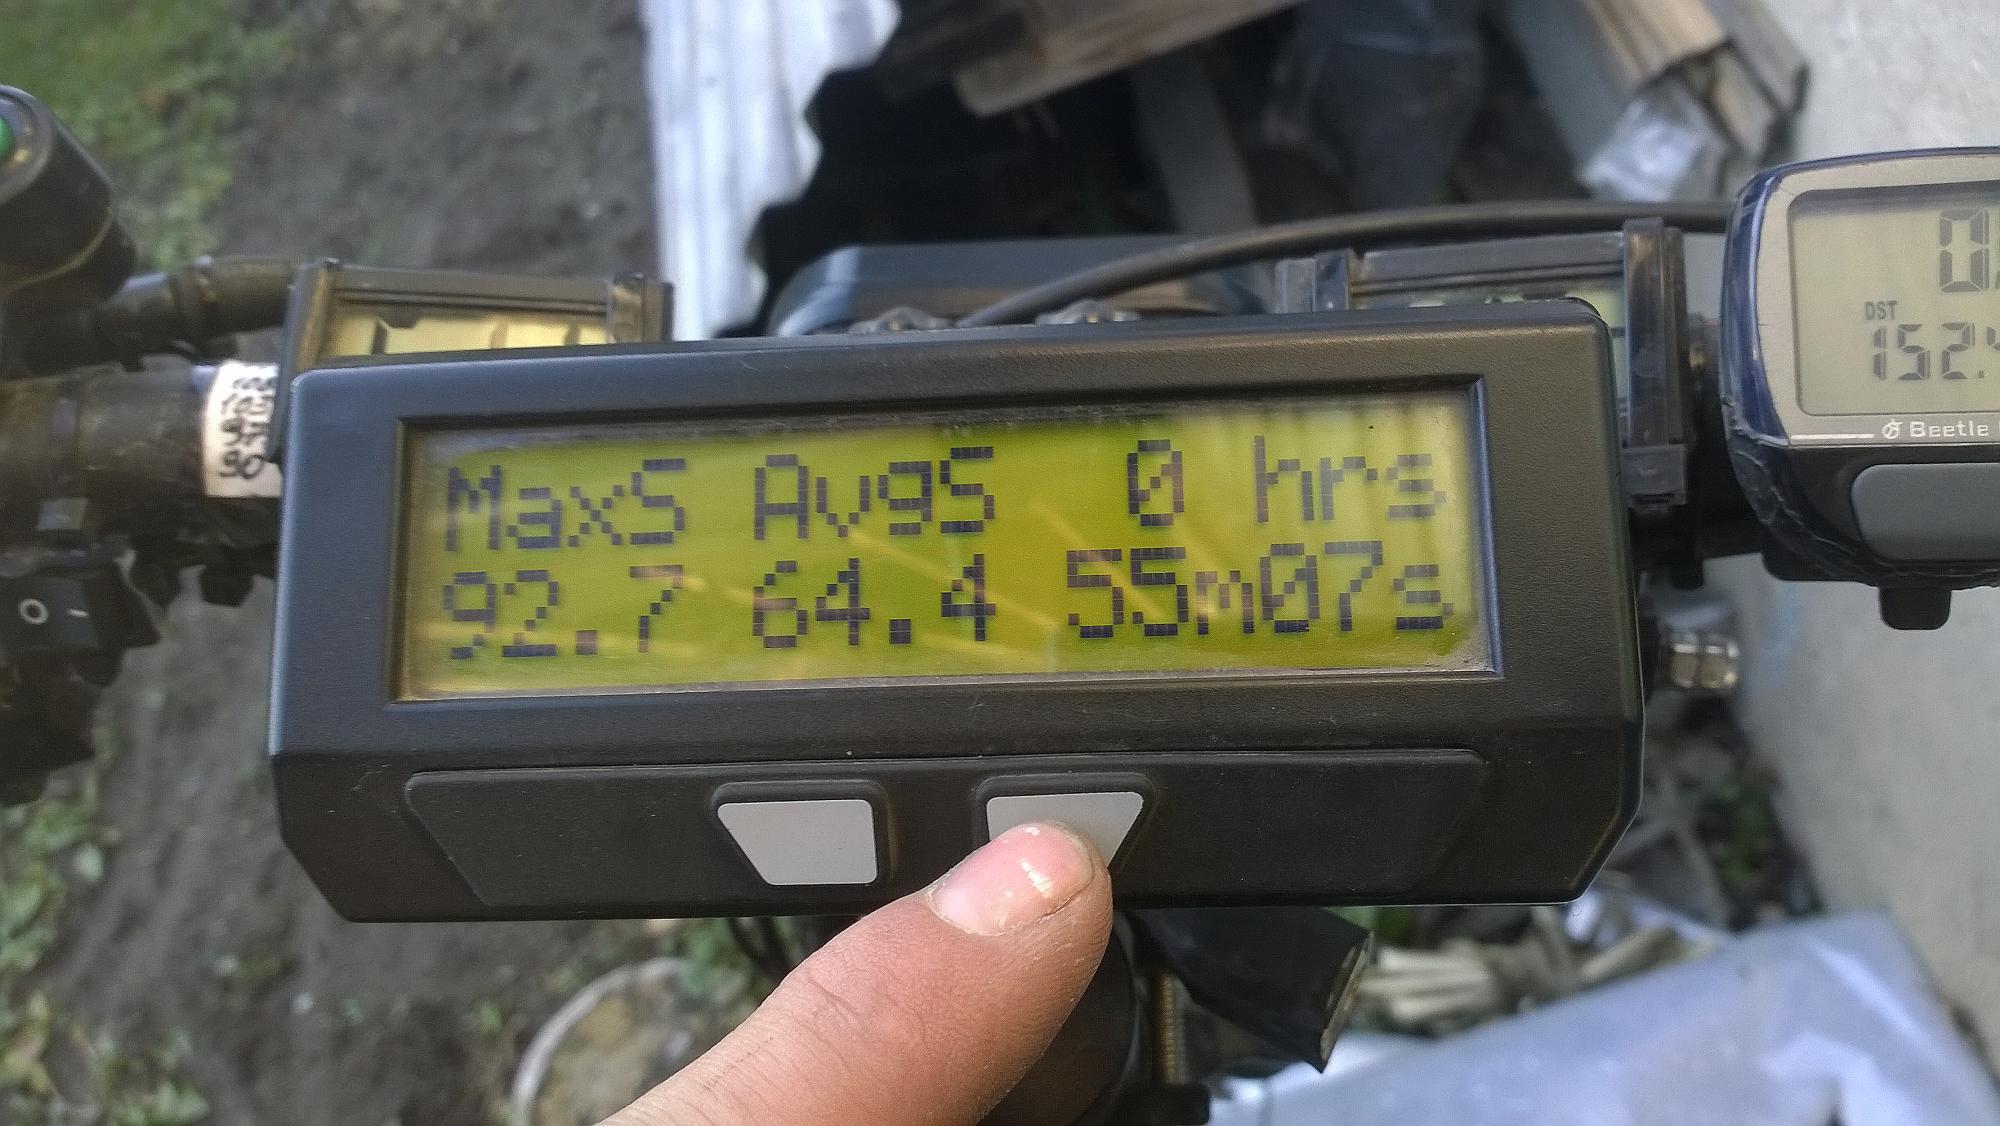 MaxS AvgS 0 hrs
92.7 64.4 55m07s
DST
152.
Beetle